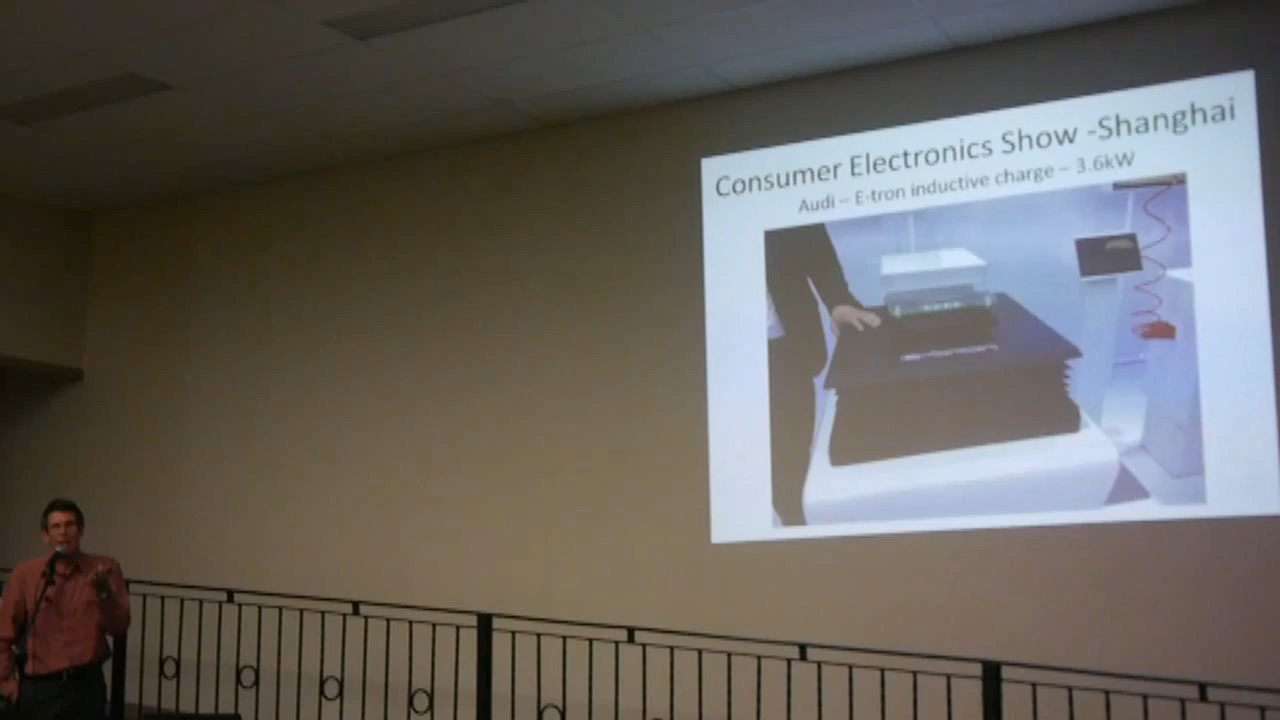 Consumer Electronics Show -Shanghai
Audi – E-tron inductive charge – 3.6kW